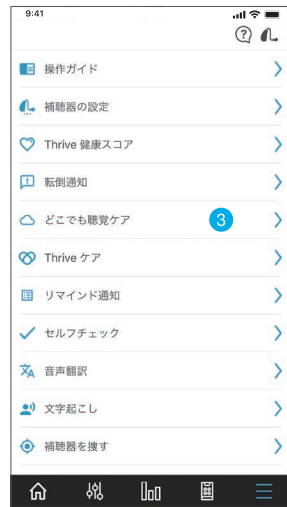 9:41
操作ガイド
補聴器の設定
Thrive 健康スコア
転倒通知
どこでも聴覚ケア
3
Thrive ケア
リマインド通知
セルフチェック
音声翻訳
文字起こし
補聴器を捜す